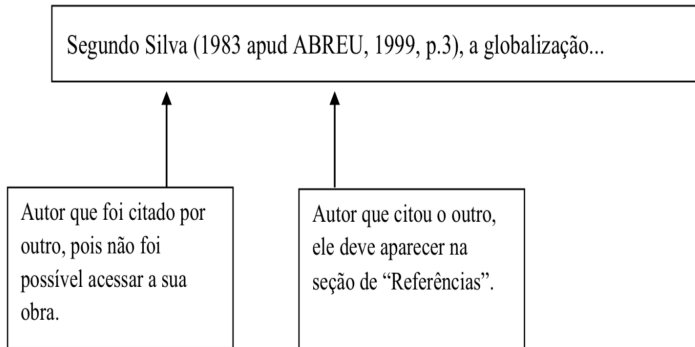 Segundo Silva (1983 apud ABREU, 1999, p.3), a globalização...
Autor que foi citado por
outro, pois não foi
possível acessar a sua
obra.
Autor que citou o outro,
ele deve aparecer na
seção de “Referências”.